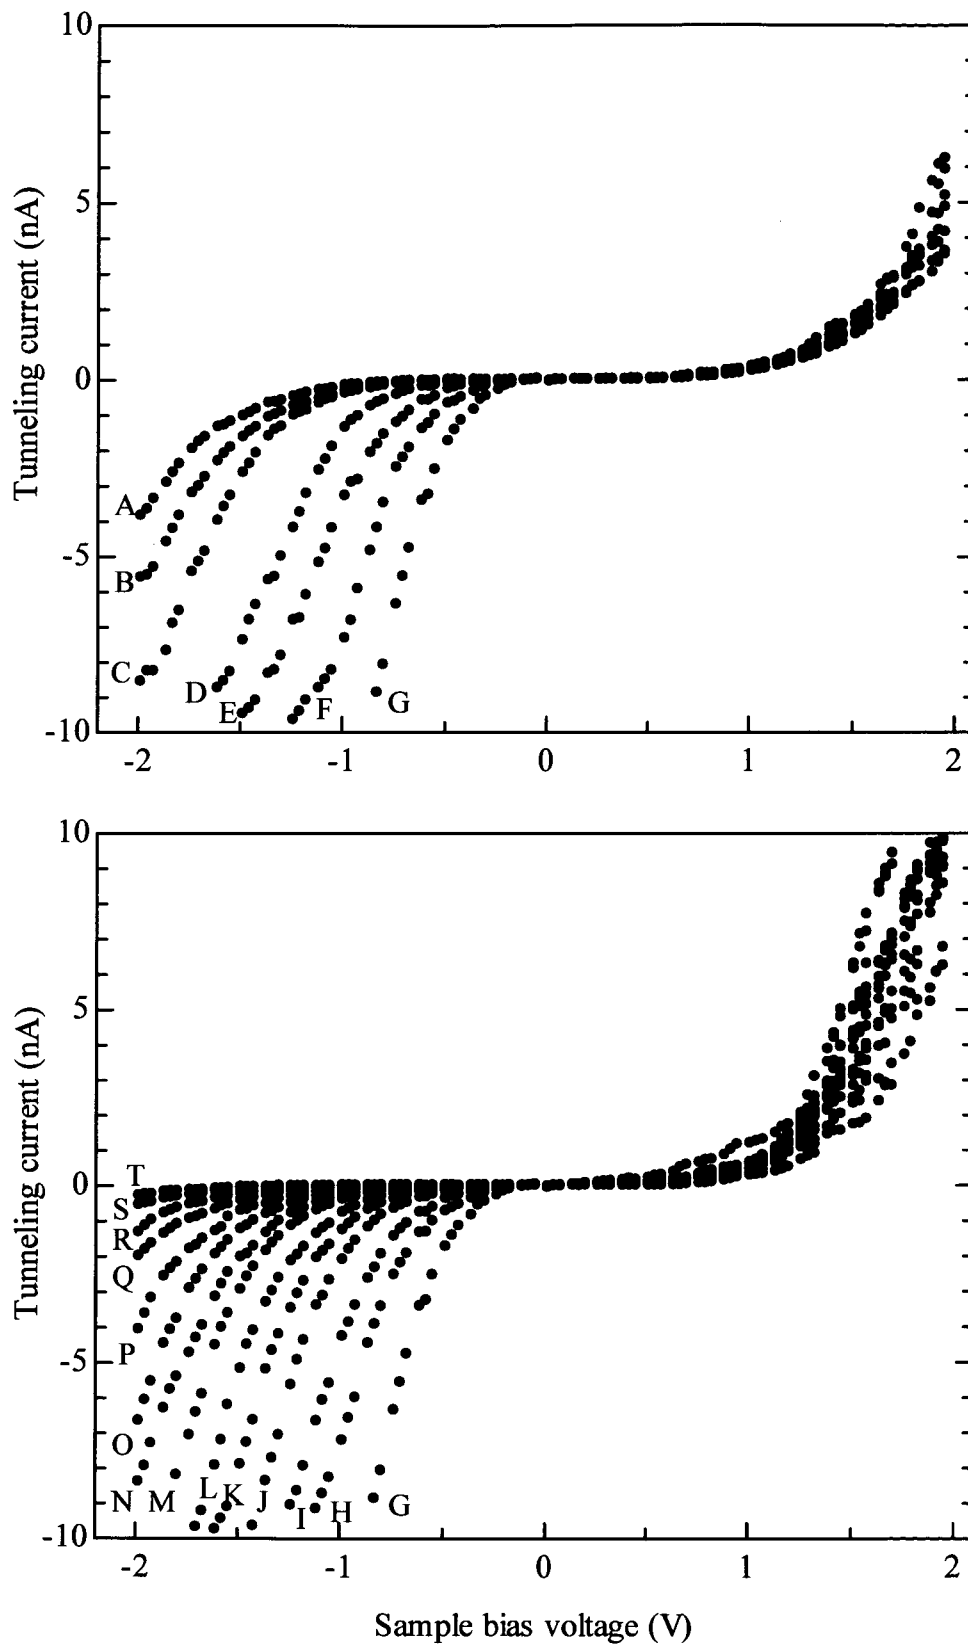 10
5
0
-5
-10
Tunneling current (nA)
A
B
C
D
E
F
G
-2
-1
0
1
2
10
5
0
-5
-10
Tunneling current (nA)
T
S
R
Q
P
O
N
M
L
K
J
I
H
G
-2
-1
0
1
2
Sample bias voltage (V)